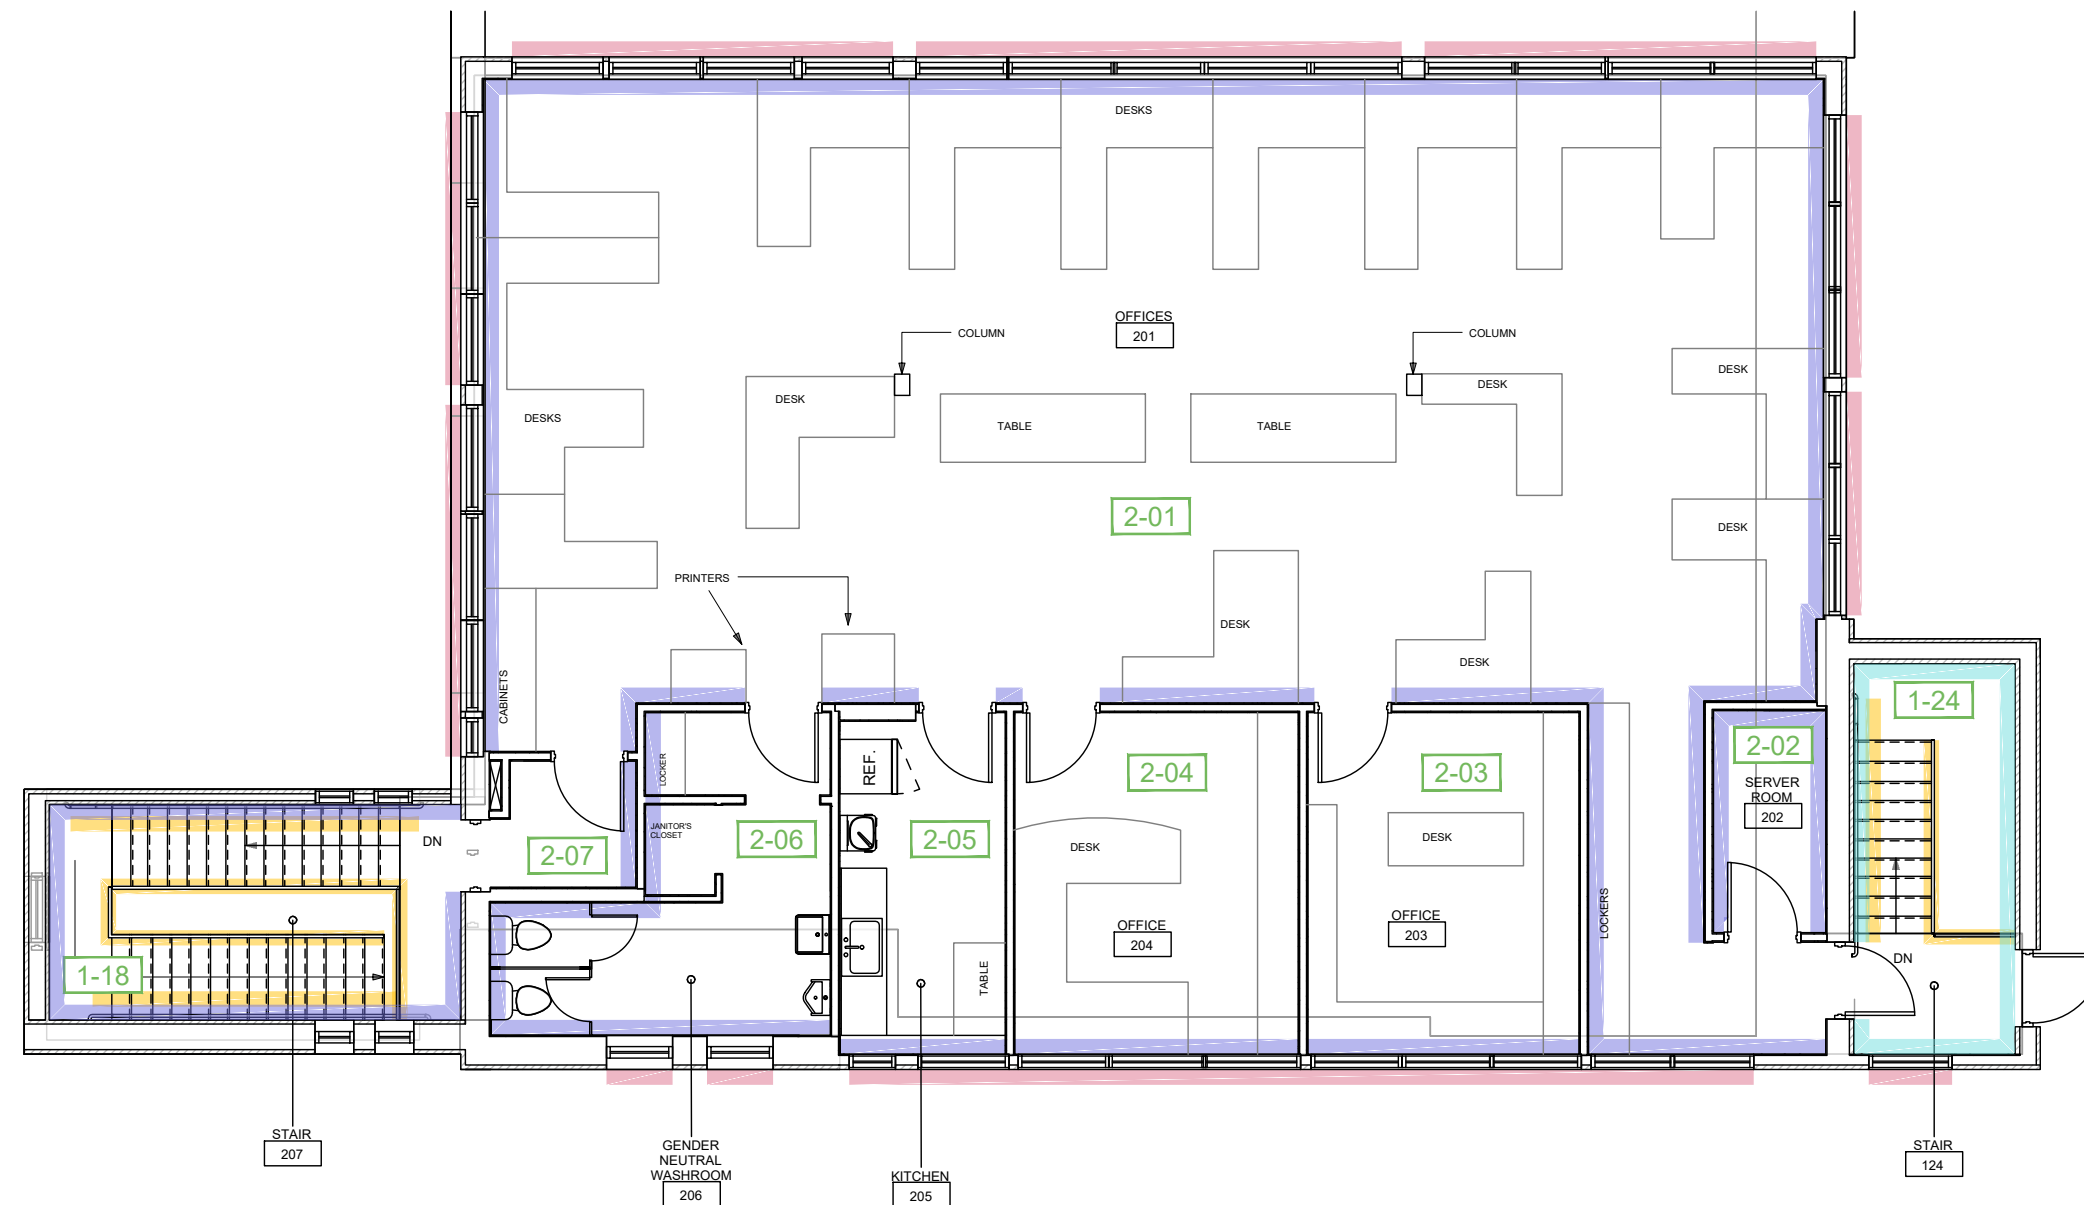 DESKS
OFFICES
201
COLUMN
COLUMN
DESK
DESK
DESK
DESKS
TABLE
TABLE
2-01
DESK
PRINTERS
DESK
DESK
CABINETS
1-24
2-02
2-04
2-03
REF.
LOCKER
SERVER
ROOM
202
JANITOR'S
CLOSET
2-07
2-06
2-05
DN
DESK
DESK
LOCKERS
OFFICE
204
OFFICE
203
1-18
TABLE
DN
STAIR
207
GENDER
NEUTRAL
WASHROOM
206
KITCHEN
205
STAIR
124